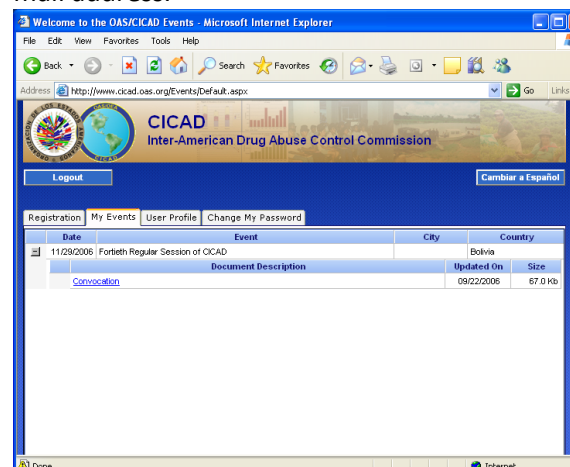 mail address.
Welcome to the OAS/CICAD Events - Microsoft Internet Explorer
File Edit View Favorites Tools Help
Back Search Favorites
Address http://www.cicad.oas.org/Events/Default.aspx Go Links
CICAD
Inter-American Drug Abuse Control Commission
Logout Cambiar a Español
Registration My Events User Profile Change My Password
Date Event City Country
11/29/2006 Fortieth Regular Session of CICAD Bolivia
Document Description Updated On Size
Convocation 09/22/2006 67.0 Kb
Done Internet